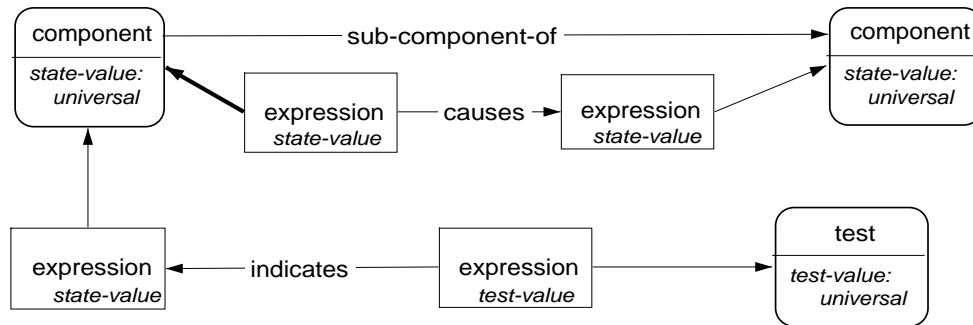 component
state-value:
universal
sub-component-of
component
state-value:
universal
expression
state-value
causes
expression
state-value
expression
state-value
indicates
expression
test-value
test
test-value:
universal